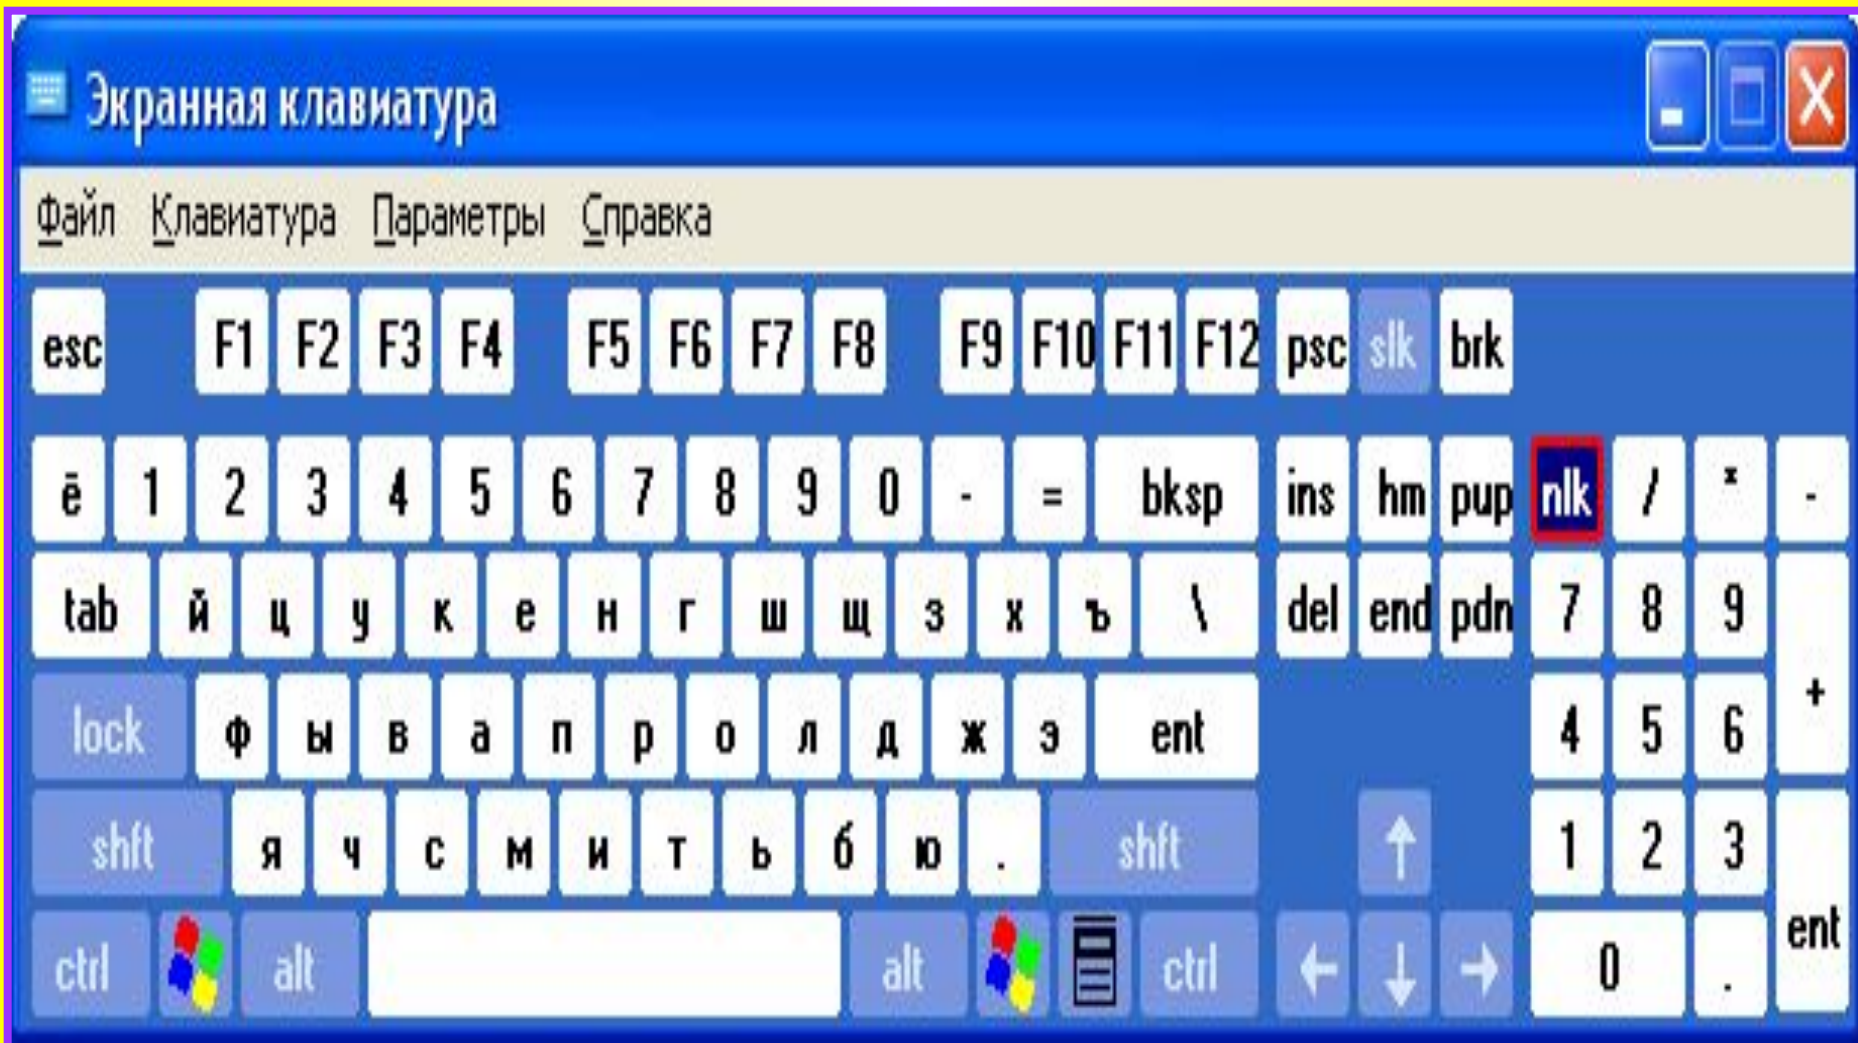 Экранная клавиатура
Файл Клавиатура Параметры Справка
esc F1 F2 F3 F4 F5 F6 F7 F8 F9 F10 F11 F12 psc slk brk
ё 1 2 3 4 5 6 7 8 9 0 - = bksp ins hm pup nlk / * -
tab й ц у к е н г ш щ з х ъ \ del end pdn 7 8 9
lock ф ы в а п р о л д ж э ent 4 5 6 +
shft я ч с м и т ь б ю . shft ↑ 1 2 3
ctrl alt alt ctrl ← ↓ → 0 . ent